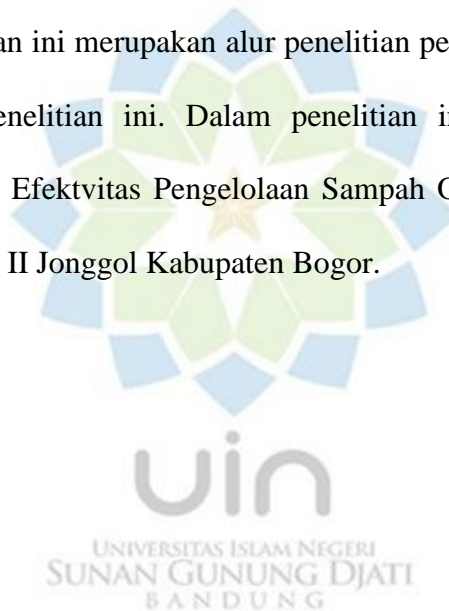 an ini merupakan alur penelitian pe
enelitian ini. Dalam penelitian i
Efektvitas Pengelolaan Sampah
II Jonggol Kabupaten Bogor.
uin
UNIVERSITAS ISLAM NEGERI
SUNAN GUNUNG DJATI
BANDUNG